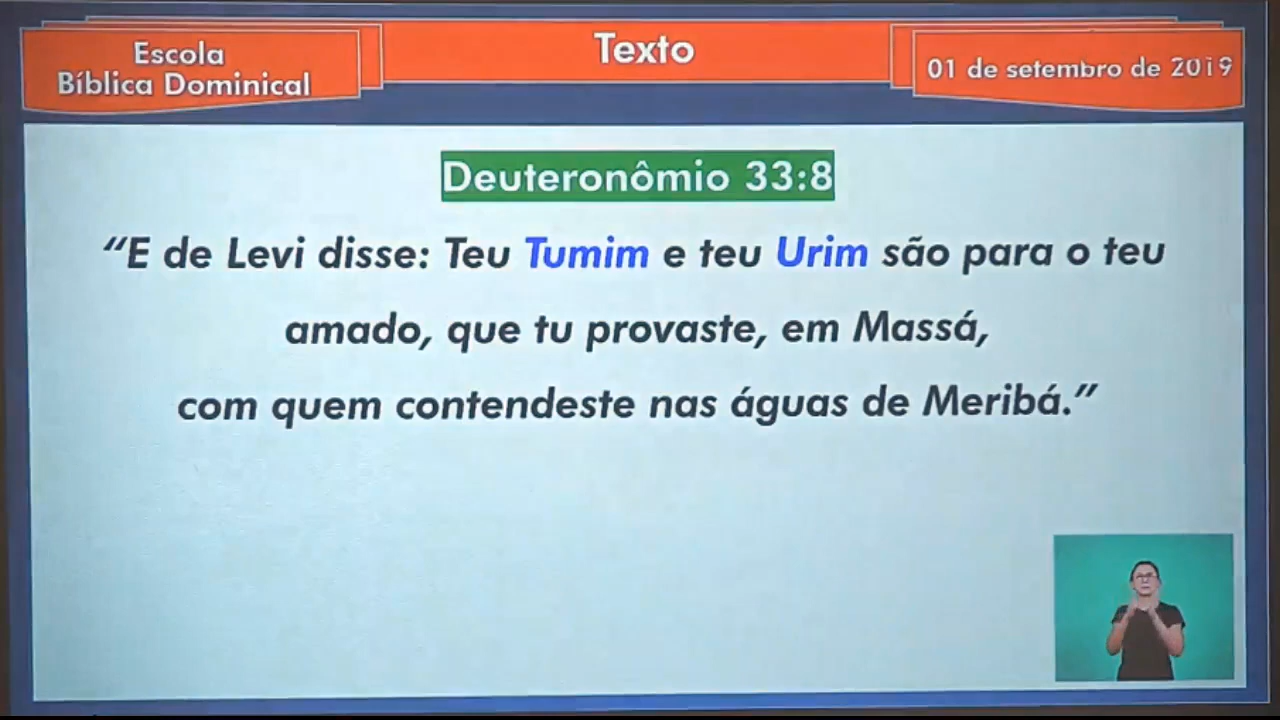 Escola
Bíblica Dominical
Texto
01 de setembro de 2019
Deuteronômio 33:8
“E de Levi disse: Teu Tumim e teu Urim são para o teu
amado, que tu provaste, em Massá,
com quem contendeste nas águas de Meribá.”